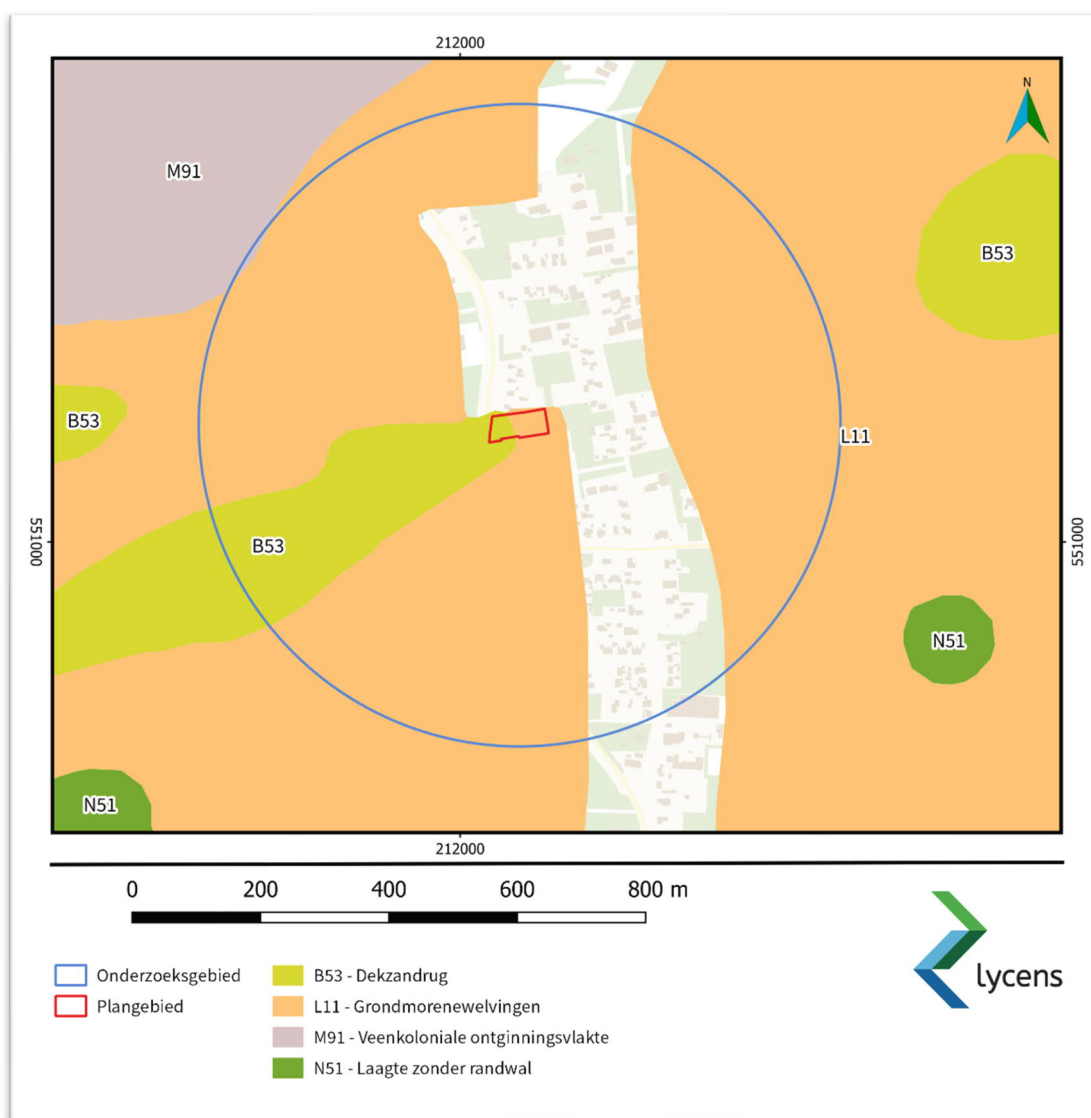 212000
N
M91
B53
B53
L11
551000
551000
B53
N51
N51
212000
0 200 400 600 800 m
Onderzoeksgebied
Plangebied
B53 - Dekzandrug
L11 - Grondmorenewelvingen
M91 - Veenkoloniale ontginningsvlakte
N51 - Laagte zonder randwal
lycens